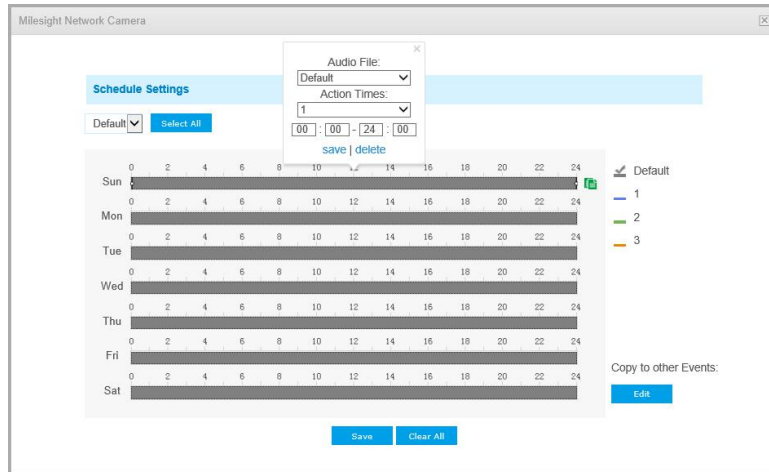 Milesight Network Camera
Audio File:
Default
Action Times:
1
00 : 00 - 24 : 00
save | delete
Schedule Settings
Default Select All
0 2 4 6 8 10 12 14 16 18 20 22 24
Sun
0 2 4 6 8 10 12 14 16 18 20 22 24
Mon
0 2 4 6 8 10 12 14 16 18 20 22 24
Tue
0 2 4 6 8 10 12 14 16 18 20 22 24
Wed
0 2 4 6 8 10 12 14 16 18 20 22 24
Thu
0 2 4 6 8 10 12 14 16 18 20 22 24
Fri
0 2 4 6 8 10 12 14 16 18 20 22 24
Sat
Default
1
2
3
Copy to other Events:
Edit
Save Clear All